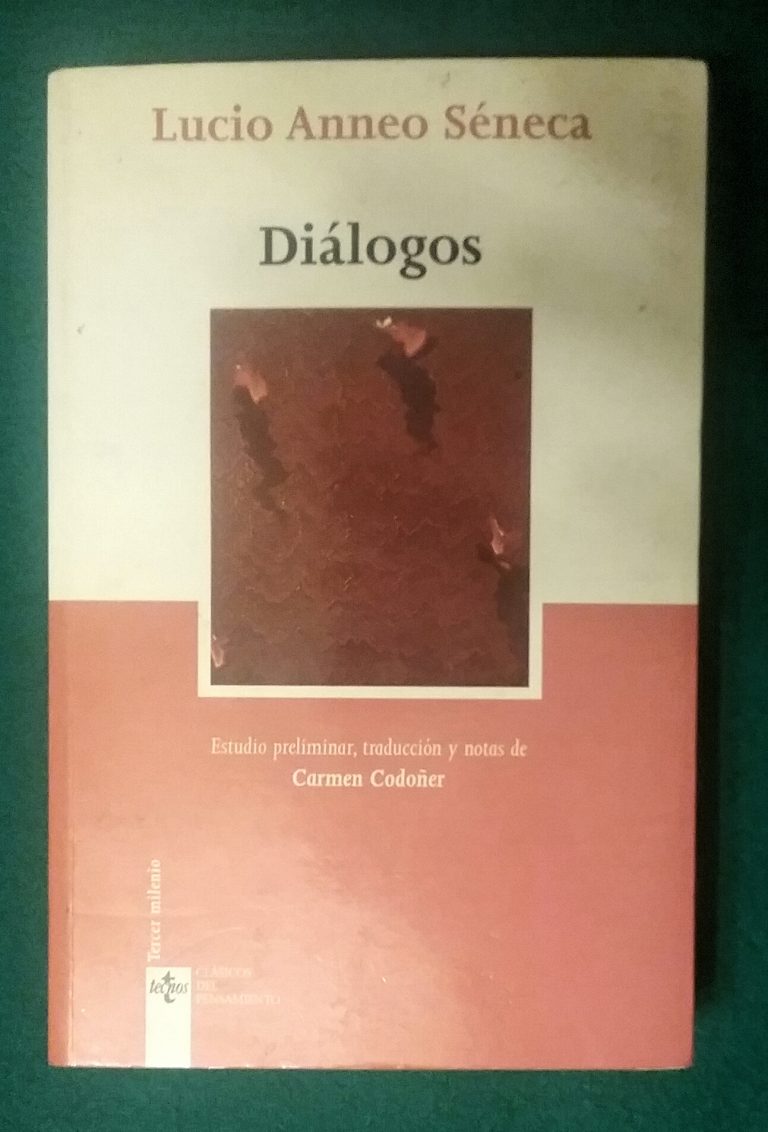 Lucio Anneo Séneca
Diálogos
Estudio preliminar, traducción y notas de
Carmen Codoñer
Tercer milenio
tecnos
CLÁSICOS
DEL
PENSAMIENTO